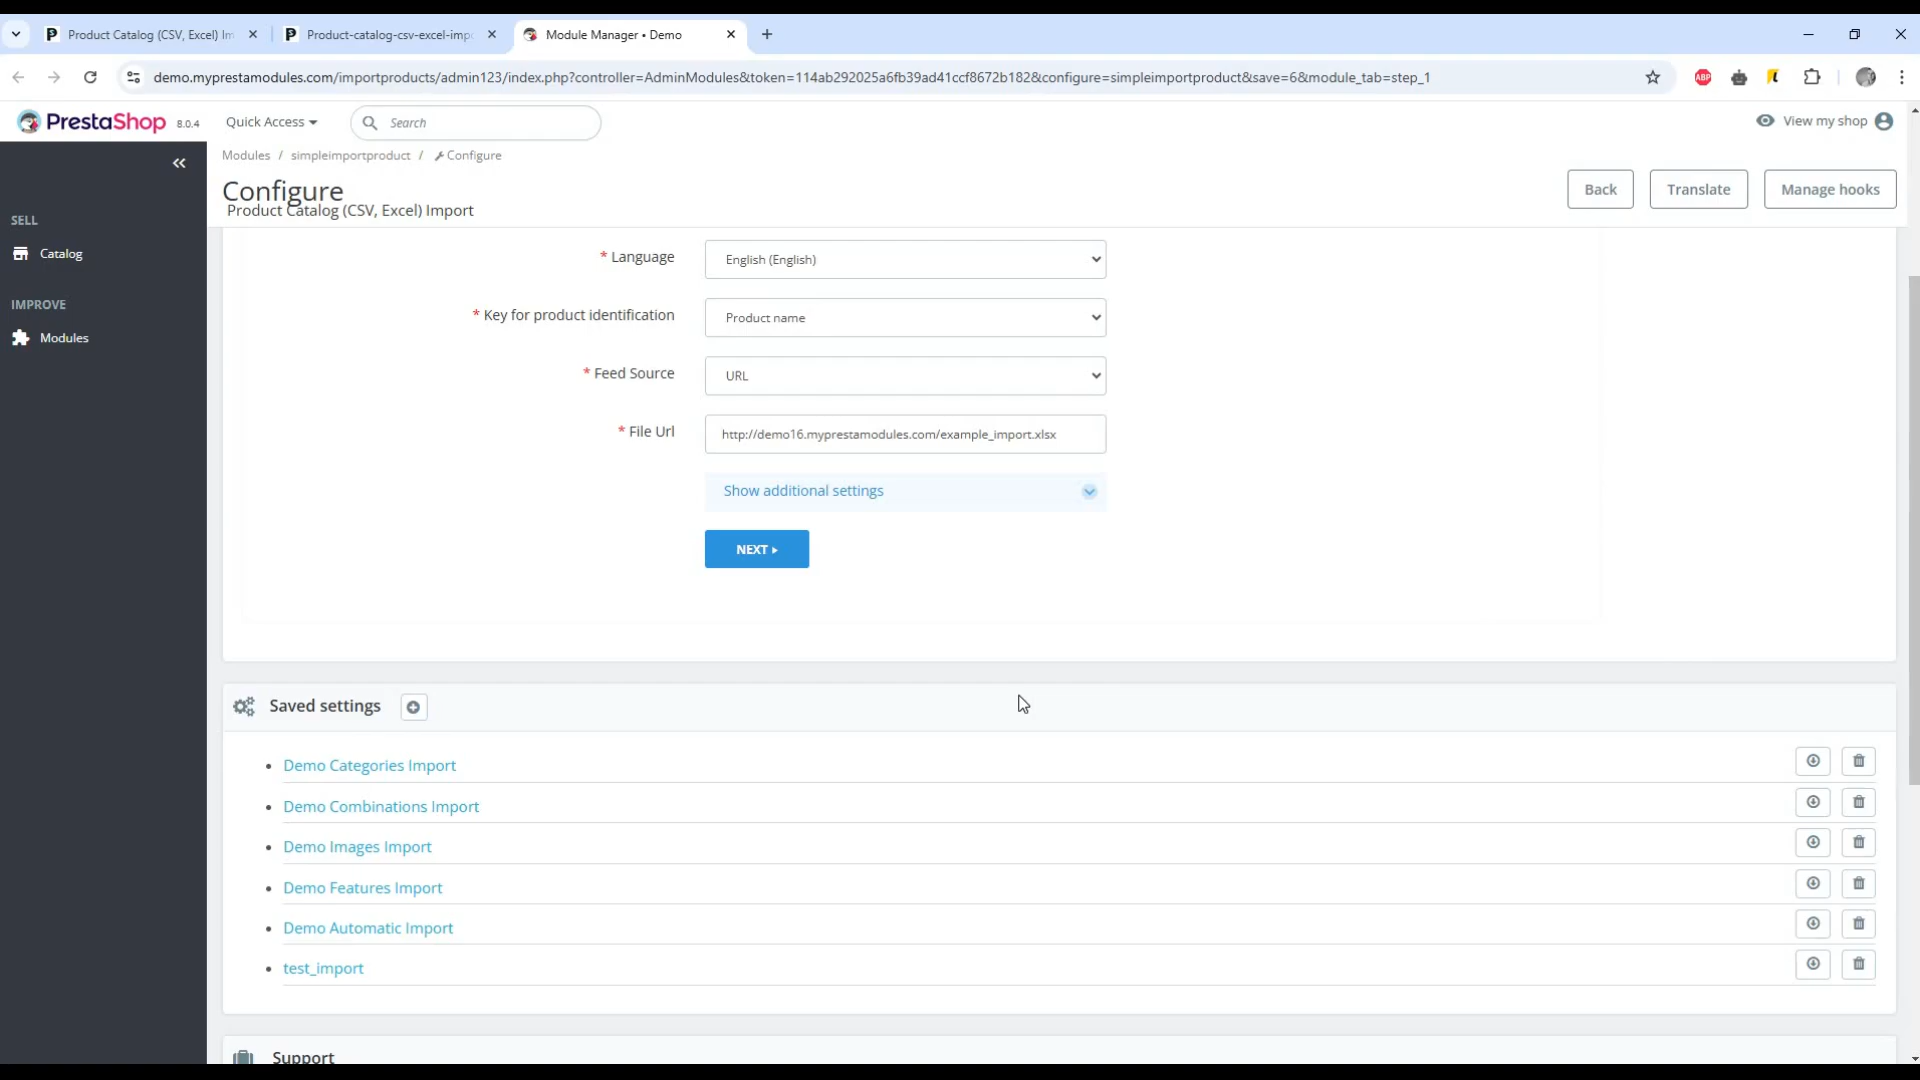 Product Catalog (CSV, Excel) Im
Product-catalog-csv-excel-impo
Module Manager • Demo
demo.myprestamodules.com/importproducts/admin123/index.php?controller=AdminModules&token=114ab292025a6fb39ad41ccf8672b182&configure=simpleimportproduct&save=6&module_tab=step_1
ABP
PrestaShop 8.0.4
Quick Access
Search
View my shop
Modules / simpleimportproduct / Configure
Configure
Product Catalog (CSV, Excel) Import
Back
Translate
Manage hooks
SELL
Catalog
IMPROVE
Modules
* Language
English (English)
* Key for product identification
Product name
* Feed Source
URL
* File Url
http://demo16.myprestamodules.com/example_import.xlsx
Show additional settings
NEXT
Saved settings
Demo Categories Import
Demo Combinations Import
Demo Images Import
Demo Features Import
Demo Automatic Import
test_import
Support